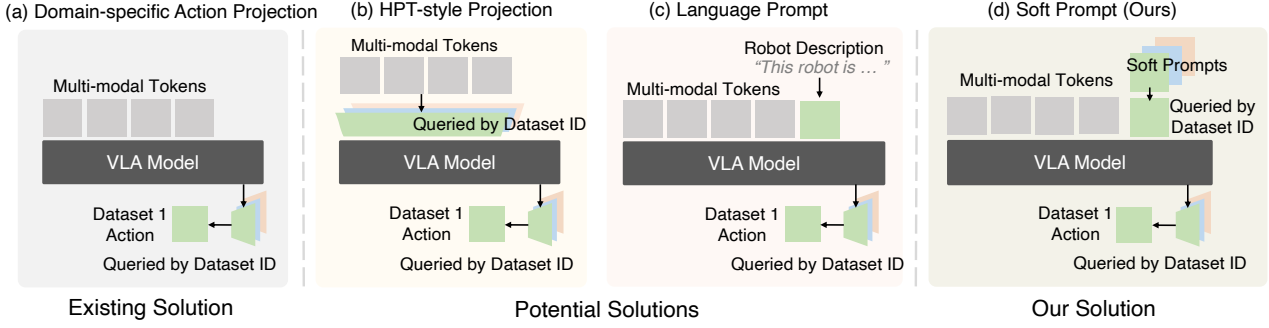 (a) Domain-specific Action Projection
Multi-modal Tokens
VLA Model
Dataset 1
Action
Queried by Dataset ID
Existing Solution
(b) HPT-style Projection
Multi-modal Tokens
Queried by Dataset ID
VLA Model
Dataset 1
Action
Queried by Dataset ID
(c) Language Prompt
Robot Description
“This robot is ... ”
Multi-modal Tokens
VLA Model
Dataset 1
Action
Queried by Dataset ID
Potential Solutions
(d) Soft Prompt (Ours)
Soft Prompts
Multi-modal Tokens
Queried by
Dataset ID
VLA Model
Dataset 1
Action
Queried by Dataset ID
Our Solution